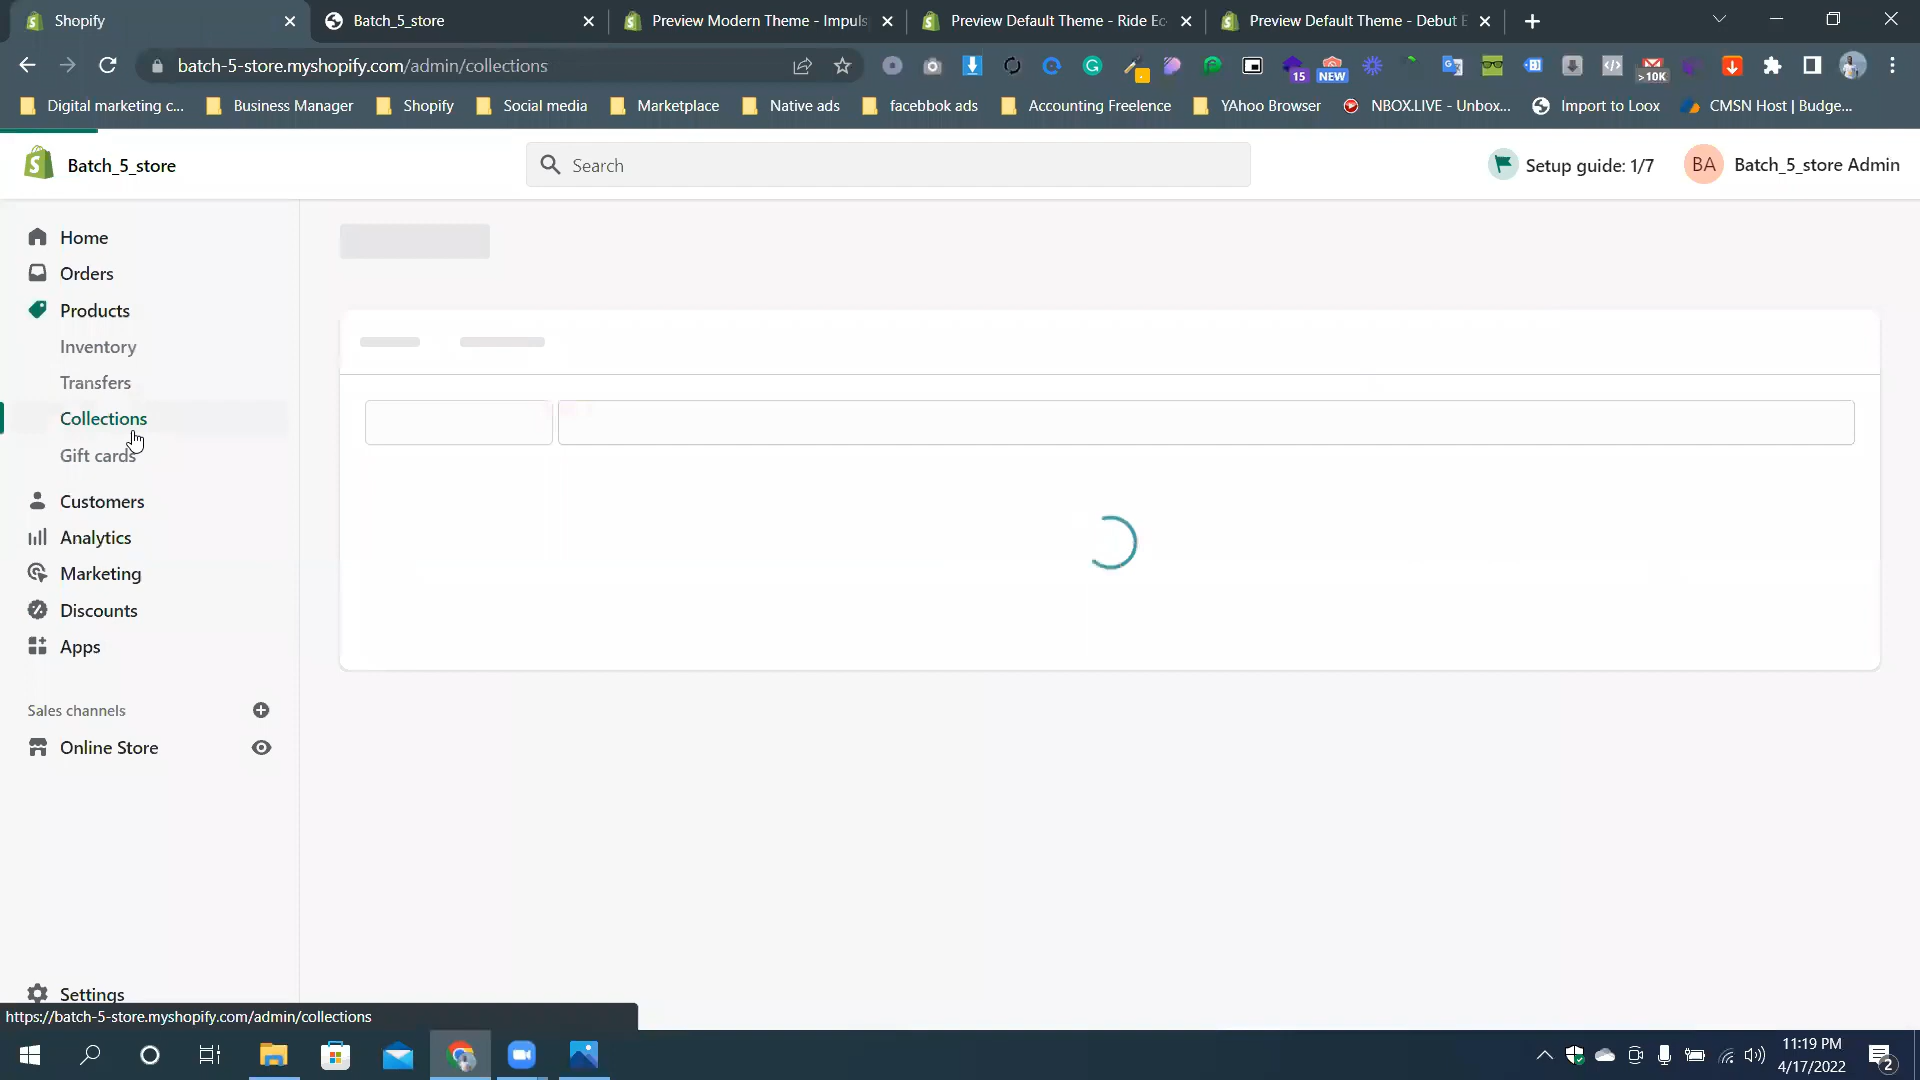 Shopify
Batch_5_store
Preview Modern Theme - Impuls
Preview Default Theme - Ride Ec
Preview Default Theme - Debut E
batch-5-store.myshopify.com/admin/collections
15
NEW
>10K
Digital marketing c...
Business Manager
Shopify
Social media
Marketplace
Native ads
facebbok ads
Accounting Freelence
YAhoo Browser
NBOX.LIVE - Unbox...
Import to Loox
CMSN Host | Budge...
Batch_5_store
Search
Setup guide: 1/7
BA
Batch_5_store Admin
Home
Orders
Products
Inventory
Transfers
Collections
Gift cards
Customers
Analytics
Marketing
Discounts
Apps
Sales channels
Online Store
Settings
https://batch-5-store.myshopify.com/admin/collections
11:19 PM
4/17/2022
2